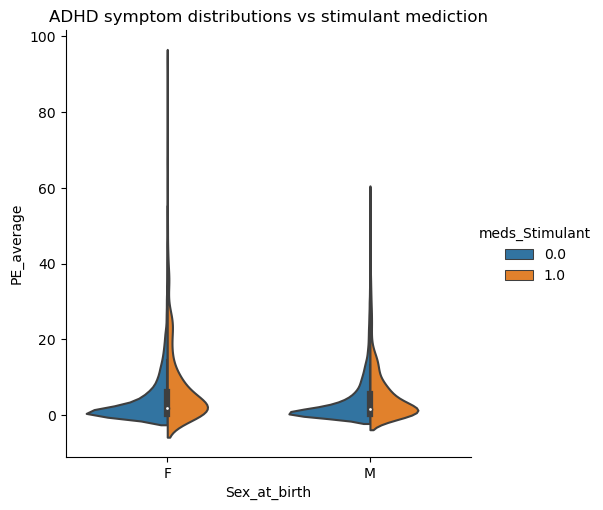 ADHD symptom distributions vs stimulant mediction
100
80
60
40
20
0
PE_average
F
M
Sex_at_birth
meds_Stimulant
0.0
1.0